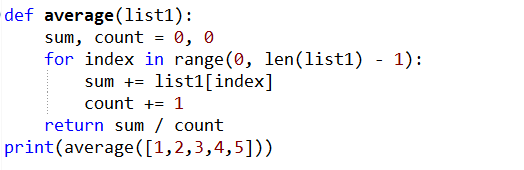 def average(list1):
    sum, count = 0, 0
    for index in range(0, len(list1) - 1):
        sum += list1[index]
        count += 1
    return sum / count
print(average([1,2,3,4,5]))